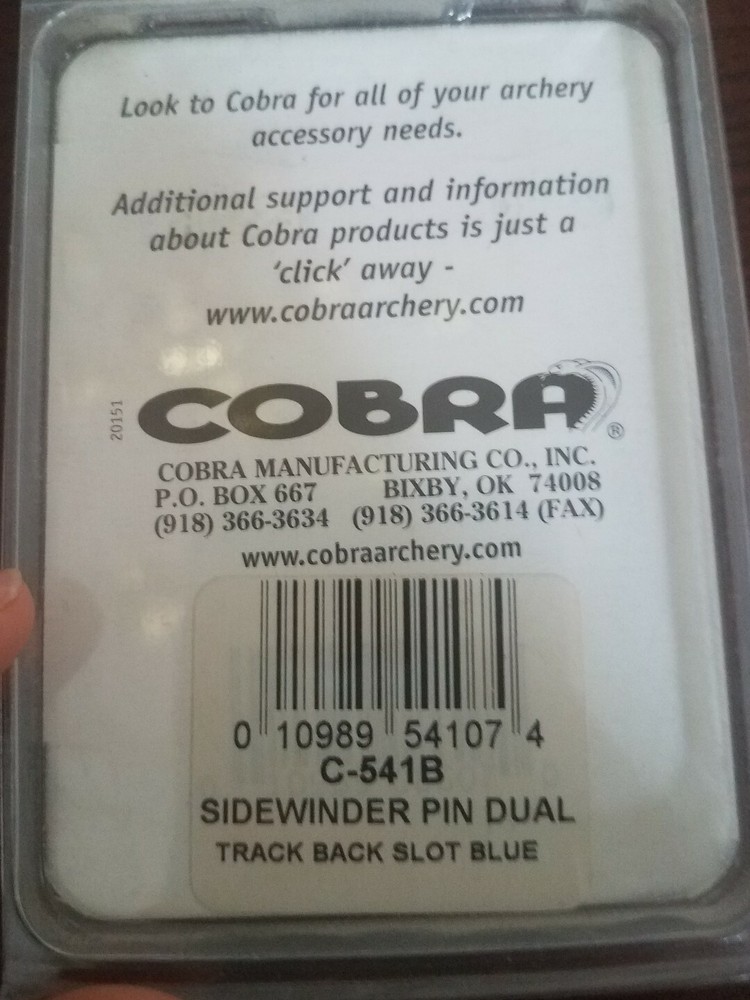 Look to Cobra for all of your archery
accessory needs.
Additional support and information
about Cobra products is just a
‘click’ away -
www.cobraarchery.com
20151
COBRA®
COBRA MANUFACTURING CO., INC.
P.O. BOX 667 BIXBY, OK 74008
(918) 366-3634 (918) 366-3614 (FAX)
www.cobraarchery.com
0 10989 54107 4
C-541B
SIDEWINDER PIN DUAL
TRACK BACK SLOT BLUE